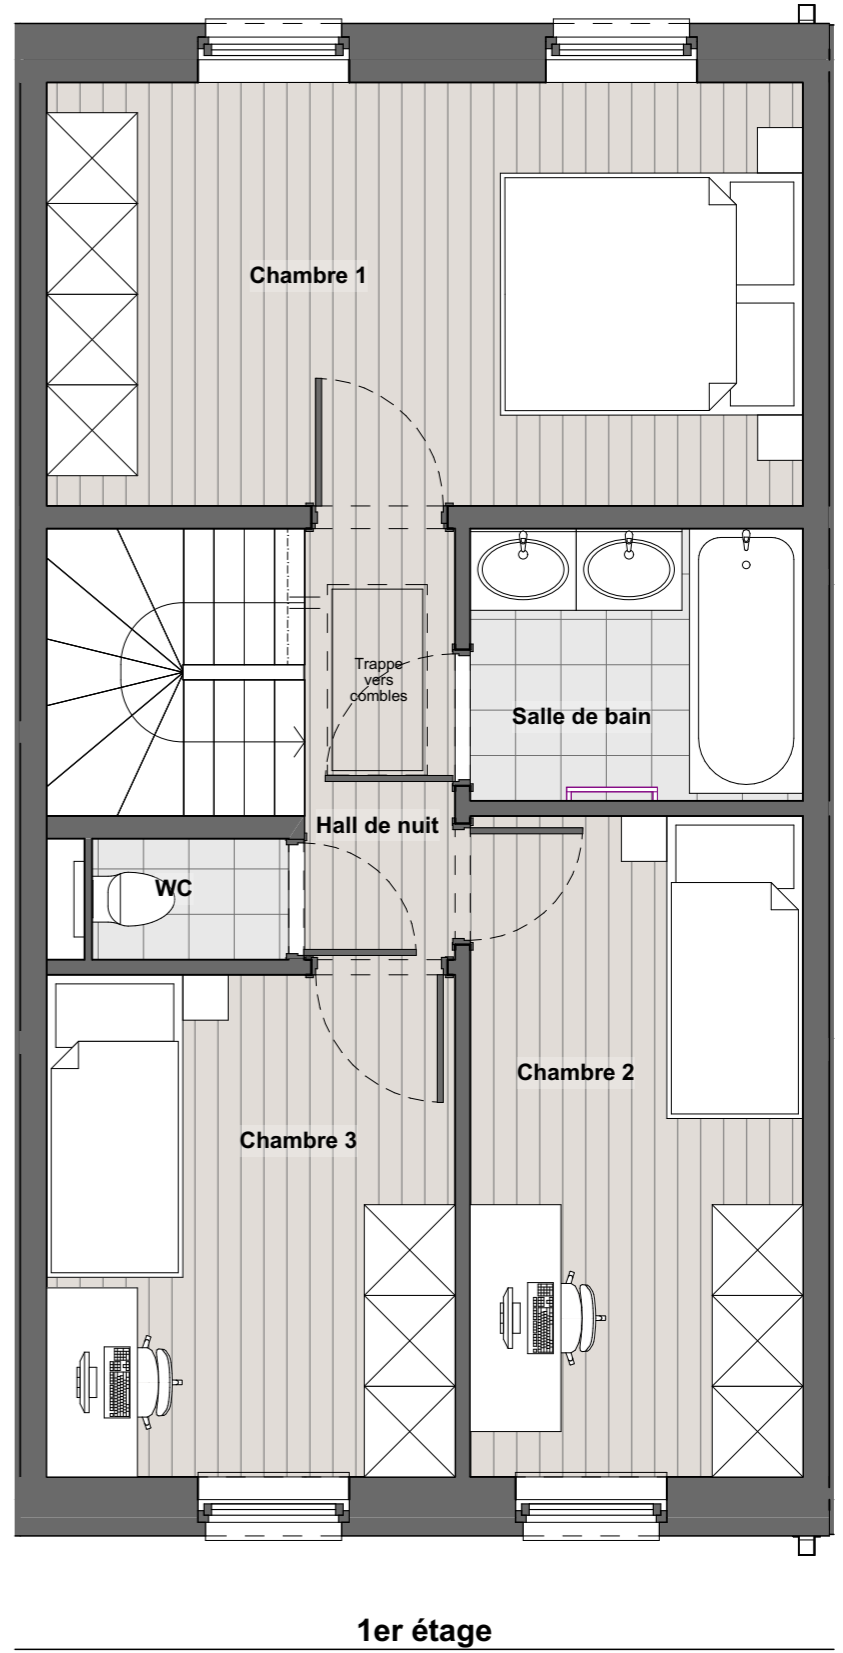 Chambre 1
Trappe
vers
combles
Salle de bain
Hall de nuit
WC
Chambre 2
Chambre 3
1er étage